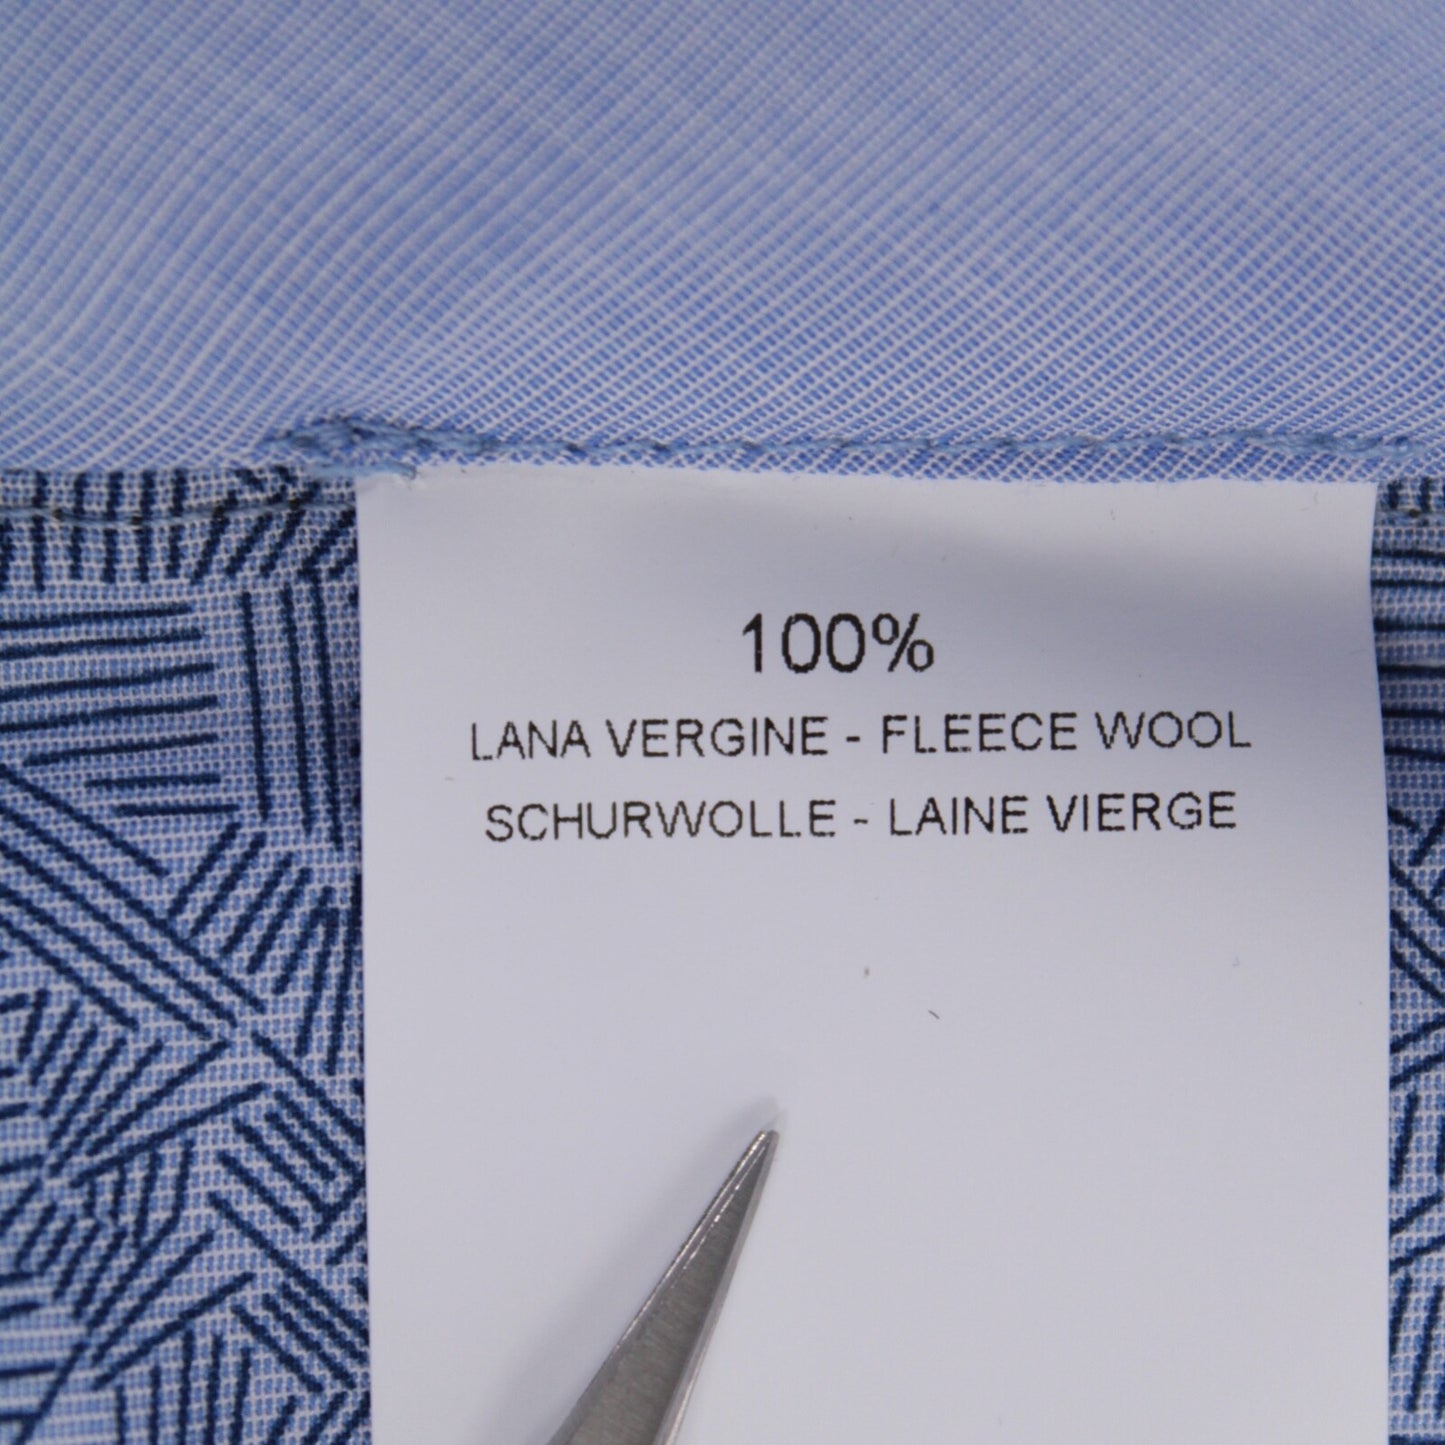 100%
LANA VERGINE - FLEECE WOOL
SCHURWOLLE - LAINE VIERGE